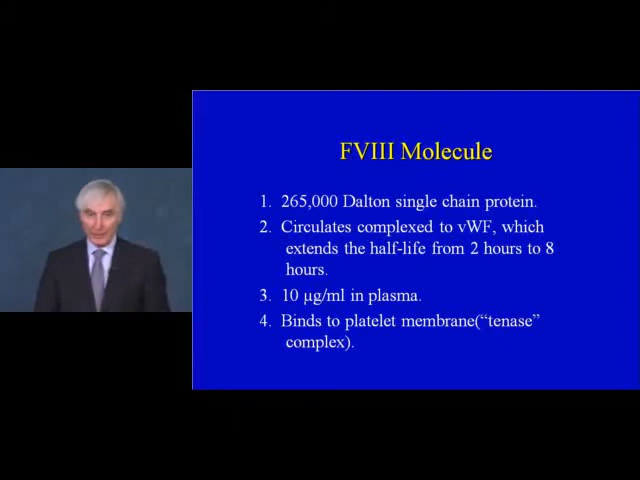 FVIII Molecule
1. 265,000 Dalton single chain protein.
2. Circulates complexed to vWF, which
extends the half-life from 2 hours to 8
hours.
3. 10 µg/ml in plasma.
4. Binds to platelet membrane(“tenase”
complex).